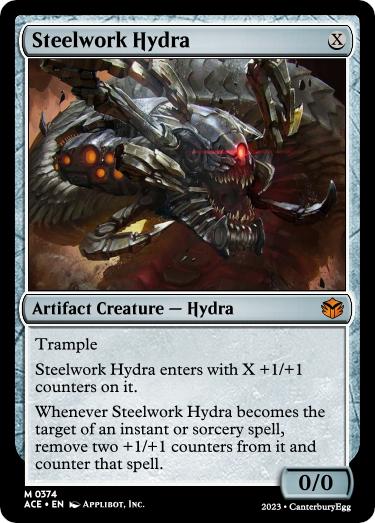 Steelwork Hydra X
Artifact Creature — Hydra
Trample
Steelwork Hydra enters with X +1/+1
counters on it.
Whenever Steelwork Hydra becomes the
target of an instant or sorcery spell,
remove two +1/+1 counters from it and
counter that spell.
0/0
M 0374
ACE • EN Applibot, Inc.
2023 • CanterburyEgg